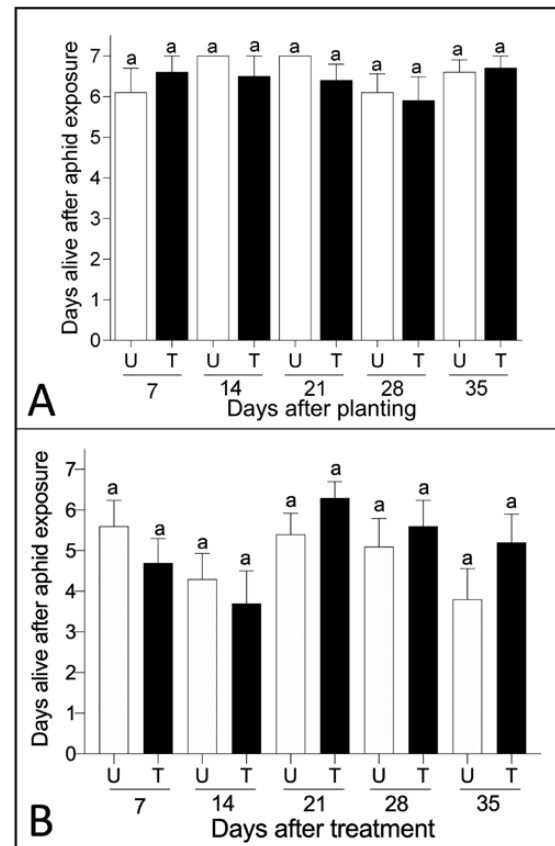 Days alive after aphid exposure
7
6
5
4
3
2
1
0
a a a a a a a a a a
U T U T U T U T U T
7 14 21 28 35
A
Days after planting
Days alive after aphid exposure
7
6
5
4
3
2
1
0
a a a a a a a a a a
U T U T U T U T U T
7 14 21 28 35
B
Days after treatment